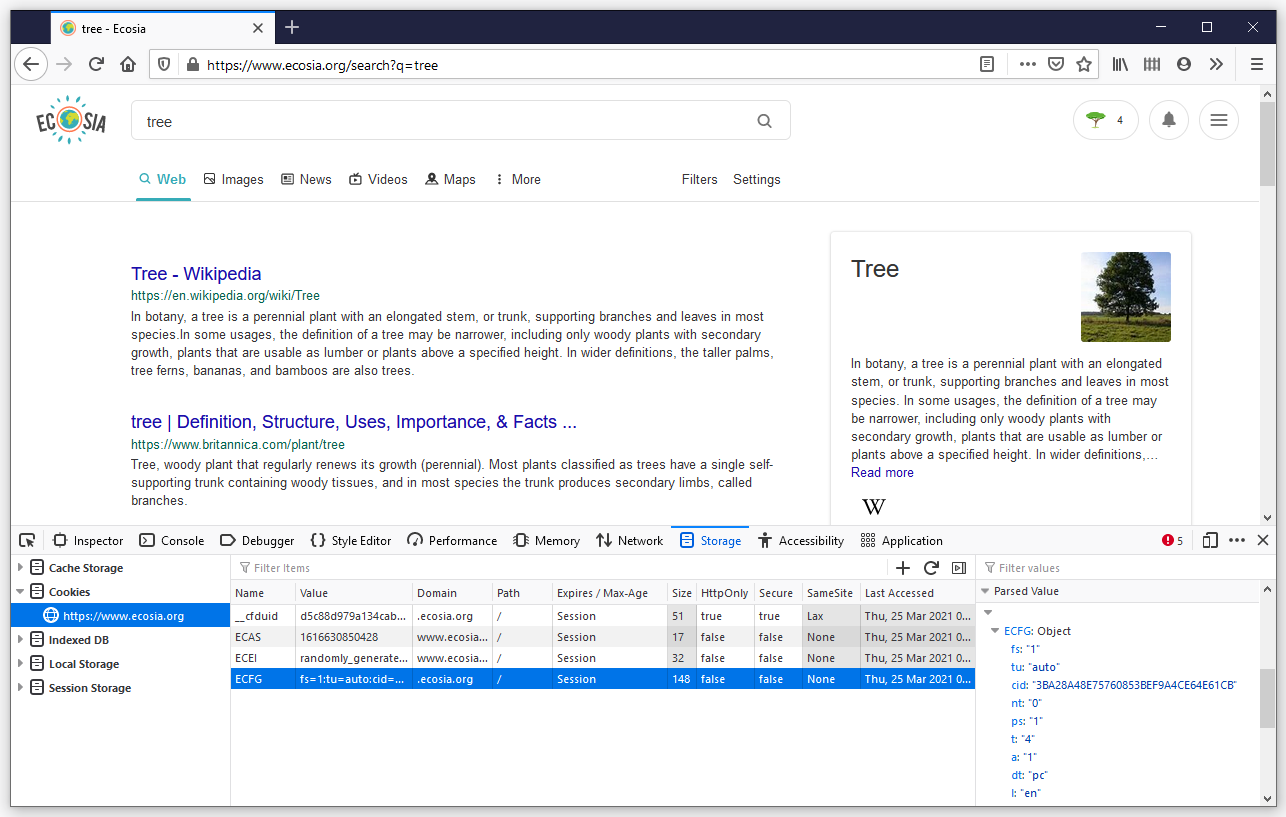 tree - Ecosia
https://www.ecosia.org/search?q=tree
ECOSIA
tree
4
Web Images News Videos Maps More Filters Settings
Tree - Wikipedia
https://en.wikipedia.org/wiki/Tree
In botany, a tree is a perennial plant with an elongated stem, or trunk, supporting branches and leaves in most
species.In some usages, the definition of a tree may be narrower, including only woody plants with secondary
growth, plants that are usable as lumber or plants above a specified height. In wider definitions, the taller palms,
tree ferns, bananas, and bamboos are also trees.
tree | Definition, Structure, Uses, Importance, & Facts ...
https://www.britannica.com/plant/tree
Tree, woody plant that regularly renews its growth (perennial). Most plants classified as trees have a single self-
supporting trunk containing woody tissues, and in most species the trunk produces secondary limbs, called
branches.
Tree
In botany, a tree is a perennial plant with an elongated
stem, or trunk, supporting branches and leaves in most
species. In some usages, the definition of a tree may
be narrower, including only woody plants with
secondary growth, plants that are usable as lumber or
plants above a specified height. In wider definitions,…
Read more
W
Inspector Console Debugger Style Editor Performance Memory Network Storage Accessibility Application 5
Cache Storage
Cookies
https://www.ecosia.org
Indexed DB
Local Storage
Session Storage
Filter Items
Name Value Domain Path Expires / Max-Age Size HttpOnly Secure SameSite Last Accessed
__cfduid d5c88d979a134cab... .ecosia.org / Session 51 true true Lax Thu, 25 Mar 2021 0...
ECAS 1616630850428 www.ecosia... / Session 17 false false None Thu, 25 Mar 2021 0...
ECEI randomly_generate... www.ecosia... / Session 32 false false None Thu, 25 Mar 2021 0...
ECFG fs=1:tu=auto:cid=... .ecosia.org / Session 148 false false None Thu, 25 Mar 2021 0...
Filter values
Parsed Value
ECFG: Object
fs: "1"
tu: "auto"
cid: "3BA28A48E75760853BEF9A4CE64E61CB"
nt: "0"
ps: "1"
t: "4"
a: "1"
dt: "pc"
l: "en"